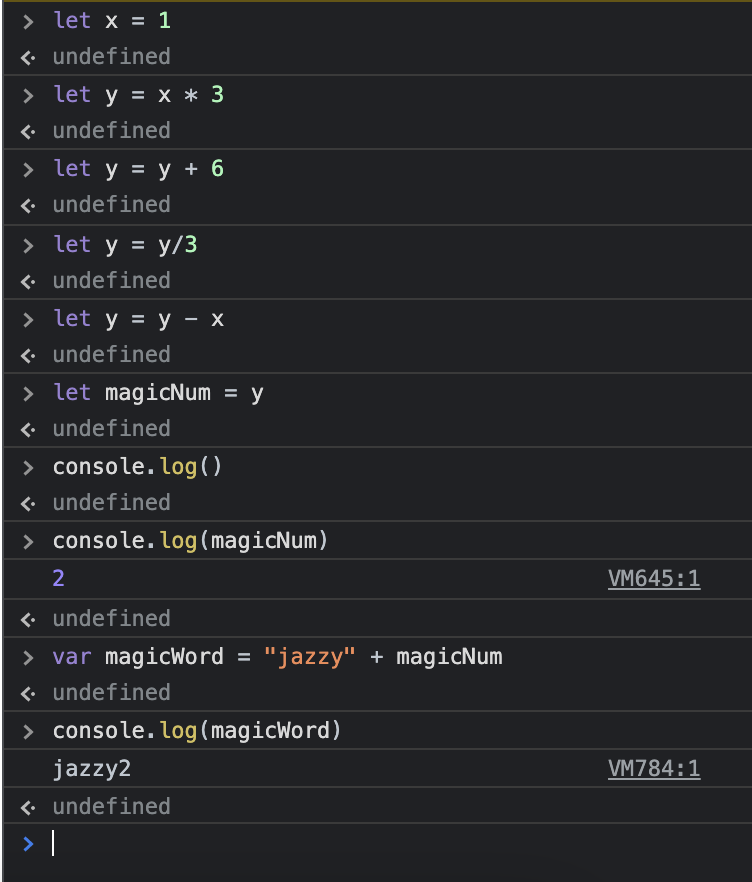 > let x = 1
<· undefined
> let y = x * 3
<· undefined
> let y = y + 6
<· undefined
> let y = y/3
<· undefined
> let y = y - x
<· undefined
> let magicNum = y
<· undefined
> console.log()
<· undefined
> console.log(magicNum)
2 VM645:1
<· undefined
> var magicWord = "jazzy" + magicNum
<· undefined
> console.log(magicWord)
jazzy2 VM784:1
<· undefined
>